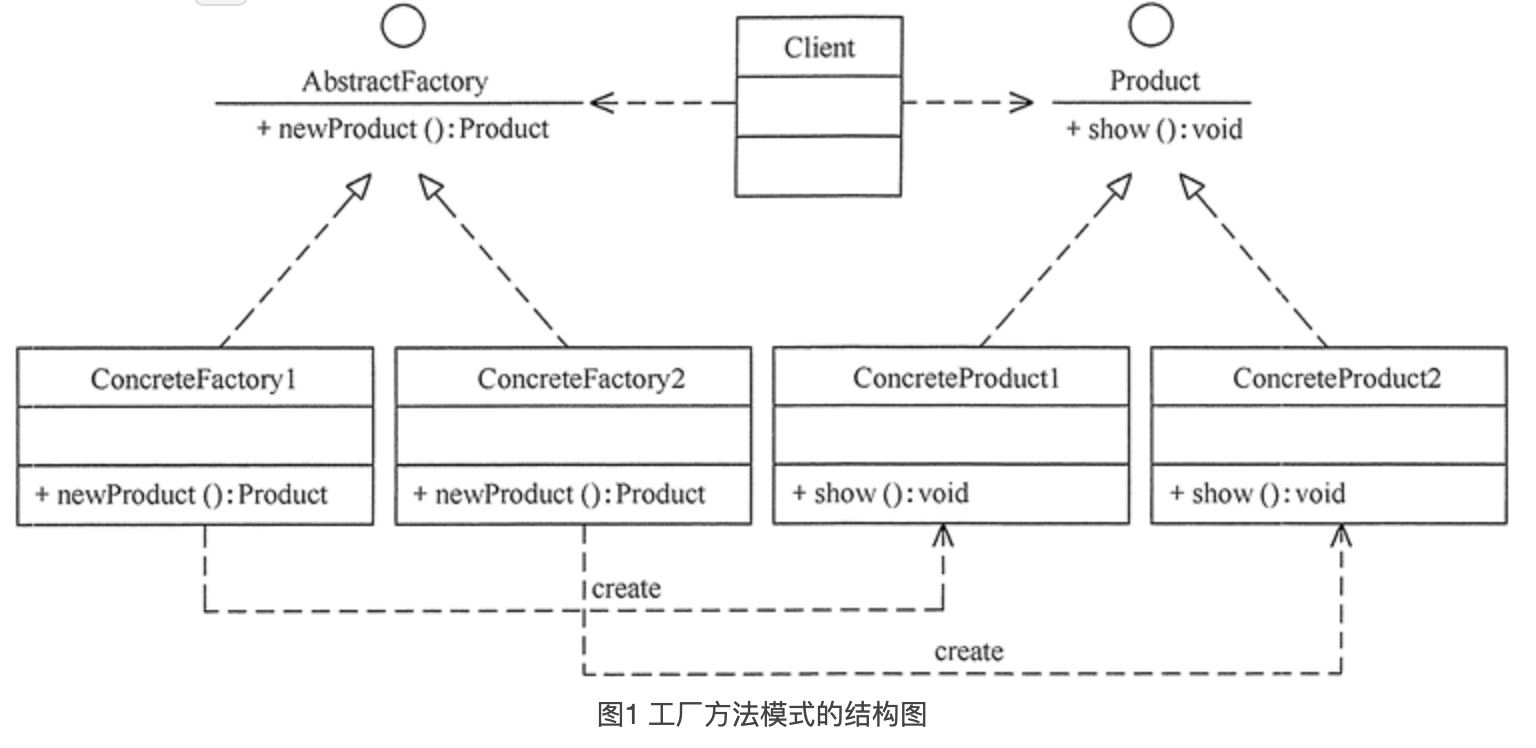 Client
AbstractFactory
+ newProduct ( ) : Product
Product
+ show ( ) : void
ConcreteFactory1
+ newProduct ( ) : Product
ConcreteFactory2
+ newProduct ( ) : Product
ConcreteProduct1
+ show ( ) : void
ConcreteProduct2
+ show ( ) : void
create
create
图1 工厂方法模式的结构图